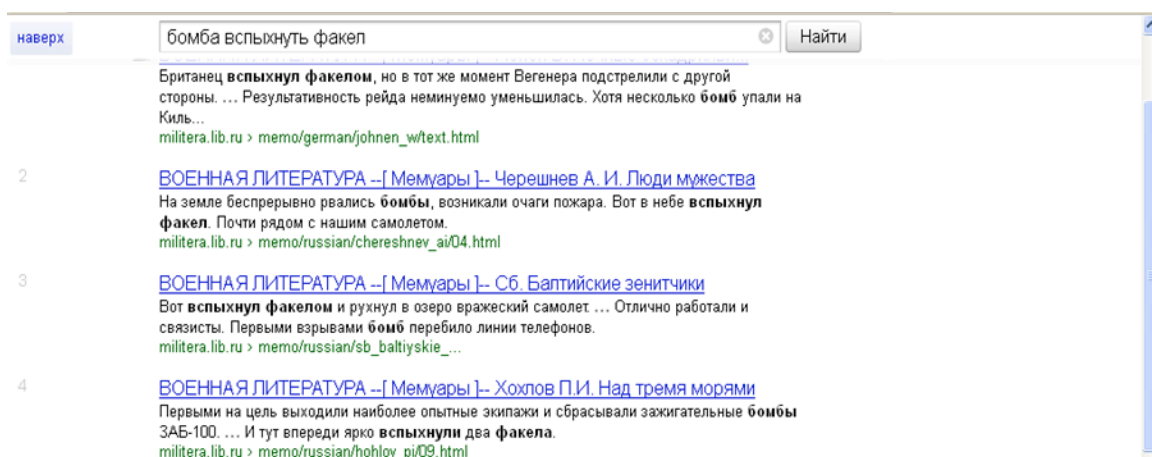 наверх
бомба вспыхнуть факел
Найти
Британец вспыхнул факелом, но в тот же момент Вегенера подстрелили с другой
стороны. ... Результативность рейда неминуемо уменьшилась. Хотя несколько бомб упали на
Киль...
militera.lib.ru > memo/german/johnen_w/text.html
2
ВОЕННАЯ ЛИТЕРАТУРА --[ Мемуары ]-- Черешнев А. И. Люди мужества
На земле беспрерывно рвались бомбы, возникали очаги пожара. Вот в небе вспыхнул
факел. Почти рядом с нашим самолетом.
militera.lib.ru > memo/russian/chereshnev_ai/04.html
3
ВОЕННАЯ ЛИТЕРАТУРА --[ Мемуары ]-- Сб. Балтийские зенитчики
Вот вспыхнул факелом и рухнул в озеро вражеский самолет. ... Отлично работали и
связисты. Первыми взрывами бомб перебило линии телефонов.
militera.lib.ru > memo/russian/sb_baltiyskie_...
4
ВОЕННАЯ ЛИТЕРАТУРА --[ Мемуары ]-- Хохлов П.И. Над тремя морями
Первыми на цель выходили наиболее опытные экипажи и сбрасывали зажигательные бомбы
ЗАБ-100. ... И тут впереди ярко вспыхнули два факела.
militera.lib.ru > memo/russian/hohlov_pi/09.html